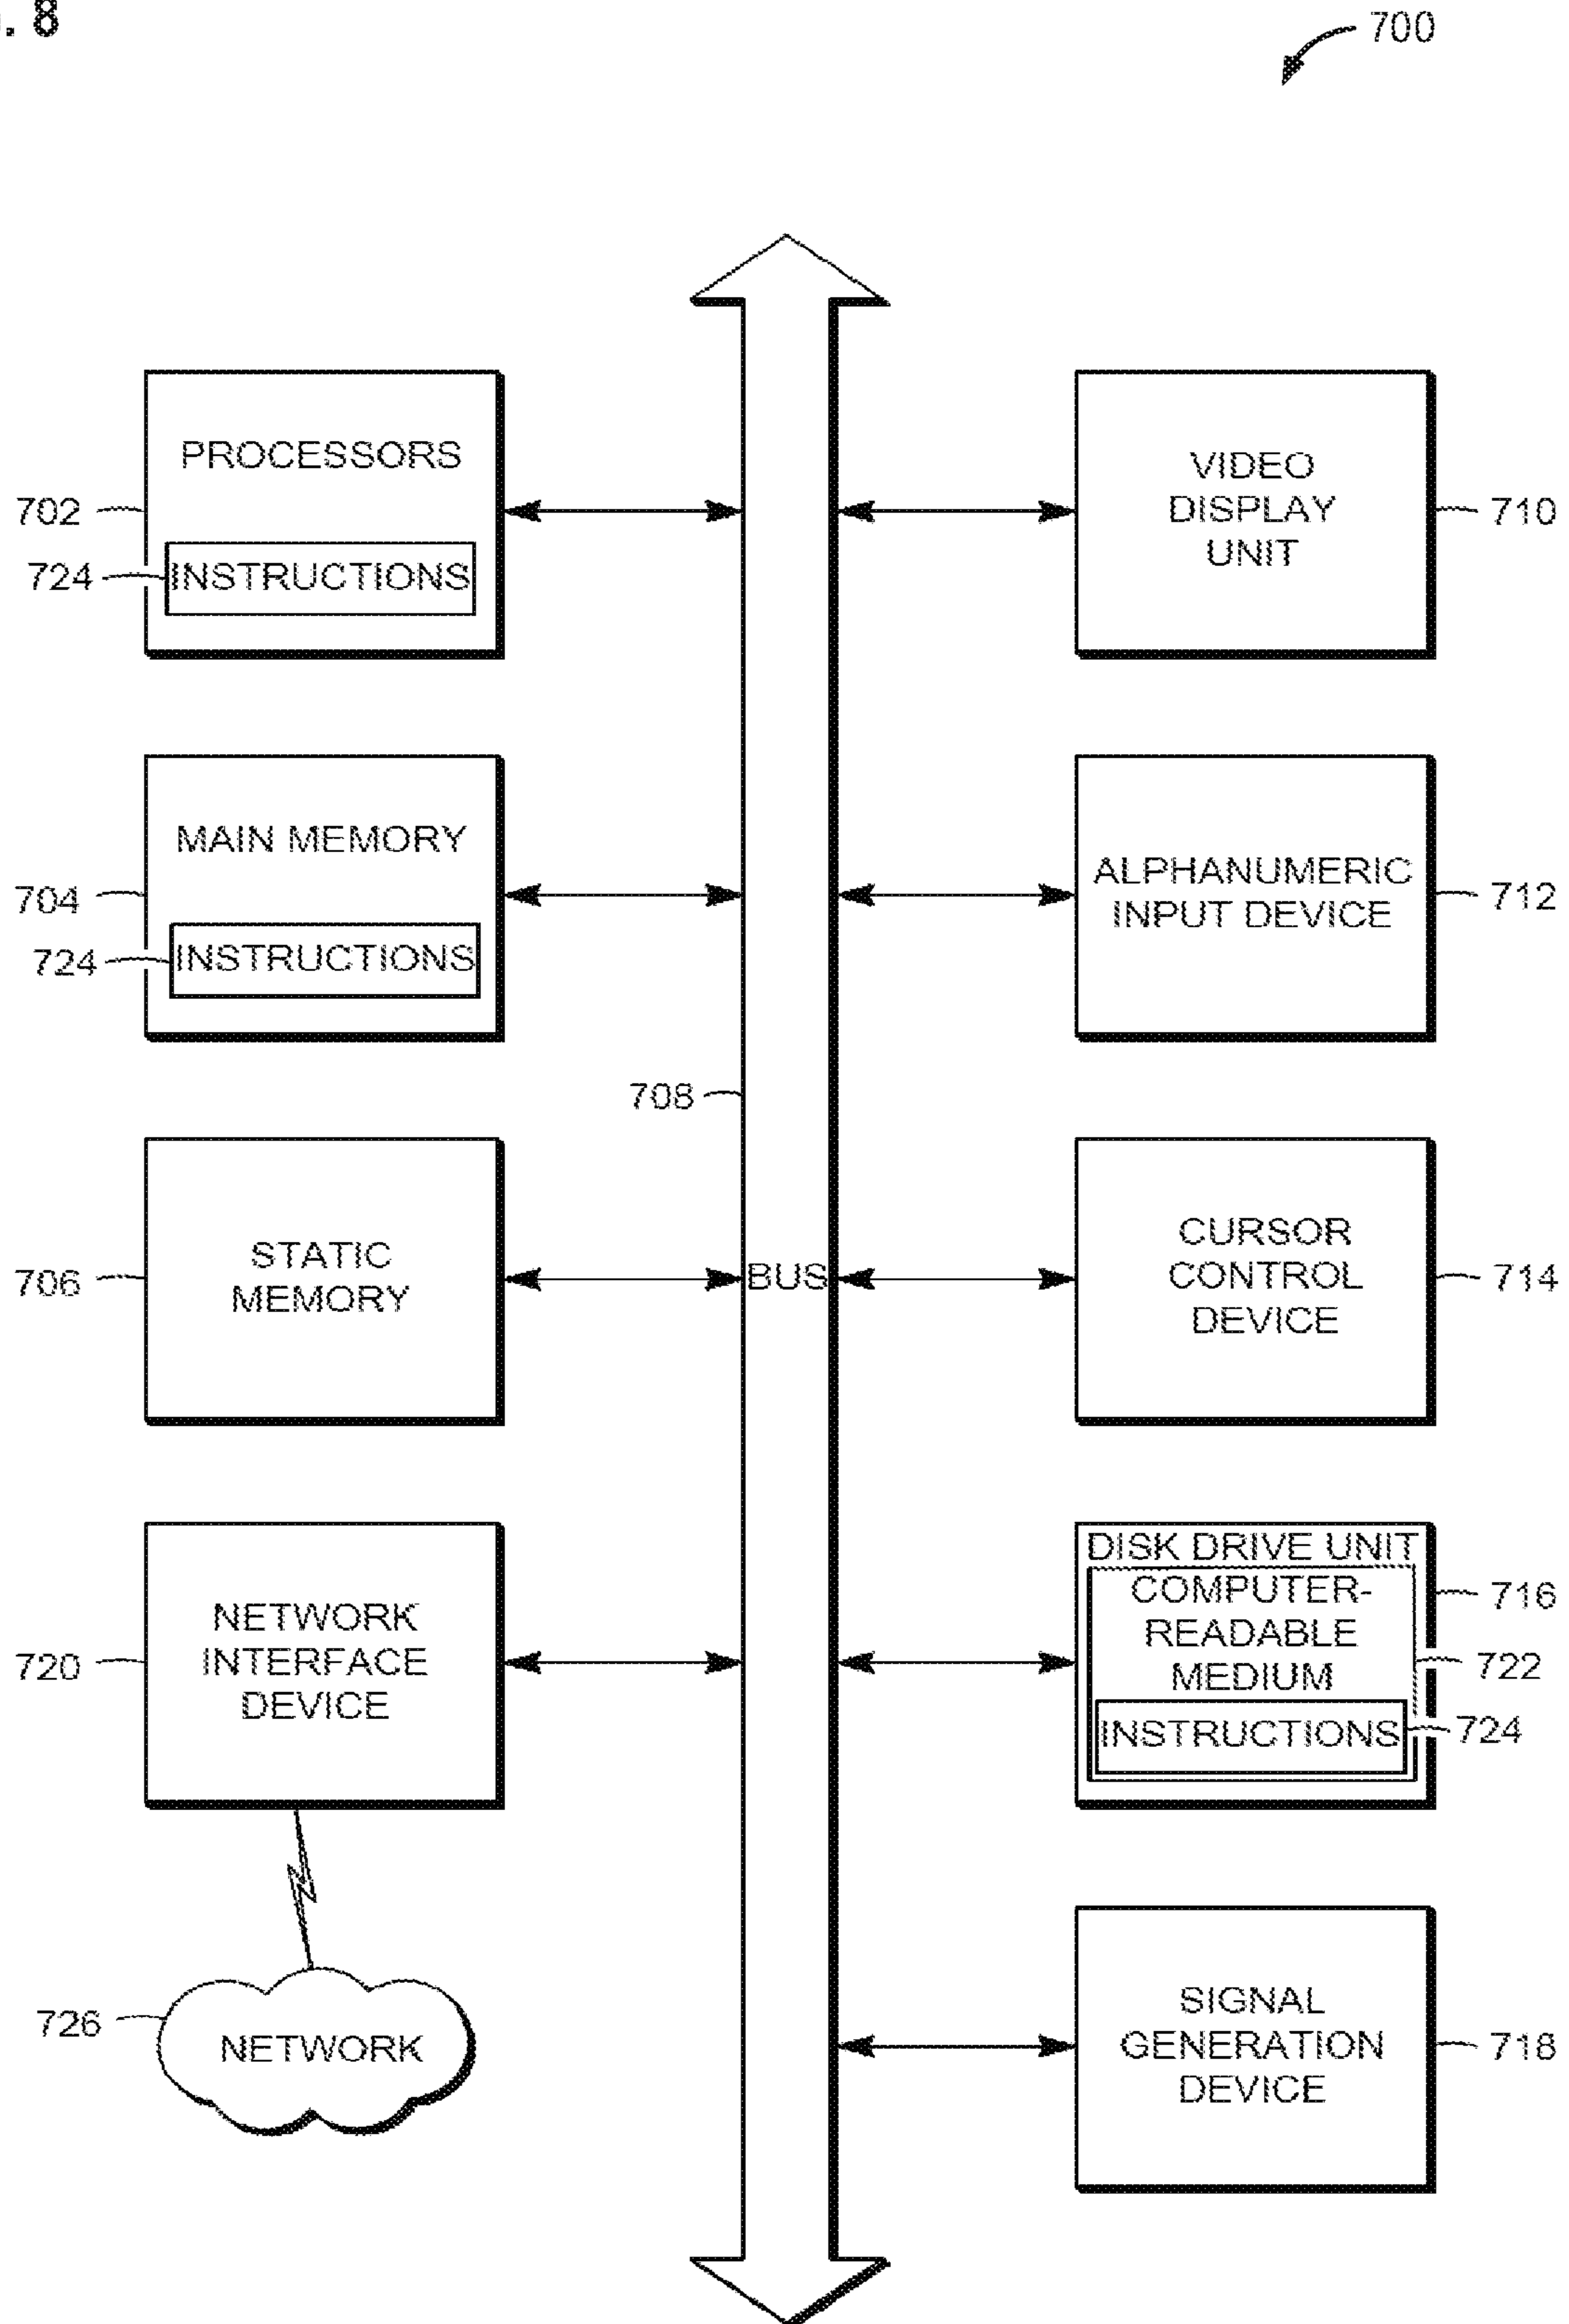 . 8
700
PROCESSORS
702
724
INSTRUCTIONS
VIDEO
DISPLAY
UNIT
710
MAIN MEMORY
704
724
INSTRUCTIONS
ALPHANUMERIC
INPUT DEVICE
712
708
STATIC
MEMORY
706
BUS
CURSOR
CONTROL
DEVICE
714
NETWORK
INTERFACE
DEVICE
720
DISK DRIVE UNIT
COMPUTER-
READABLE
MEDIUM
716
722
INSTRUCTIONS
724
726
NETWORK
SIGNAL
GENERATION
DEVICE
718